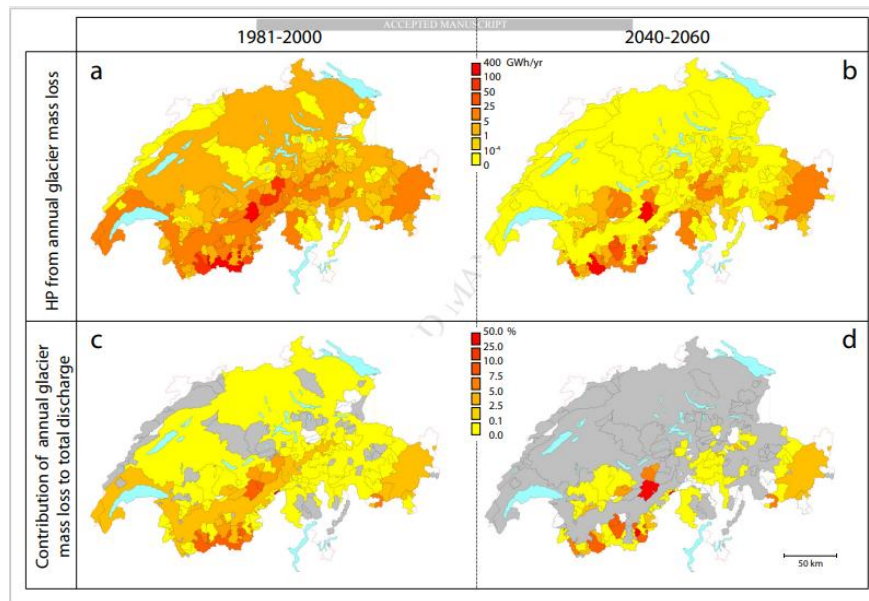 ACCEPTED MANUSCRIPT
1981-2000
2040-2060
HP from annual glacier mass loss
a
400 GWh/yr
100
50
25
5
1
10⁻⁴
0
b
Contribution of annual glacier
mass loss to total discharge
c
50.0 %
25.0
10.0
7.5
5.0
2.5
0.1
0.0
d
50 km